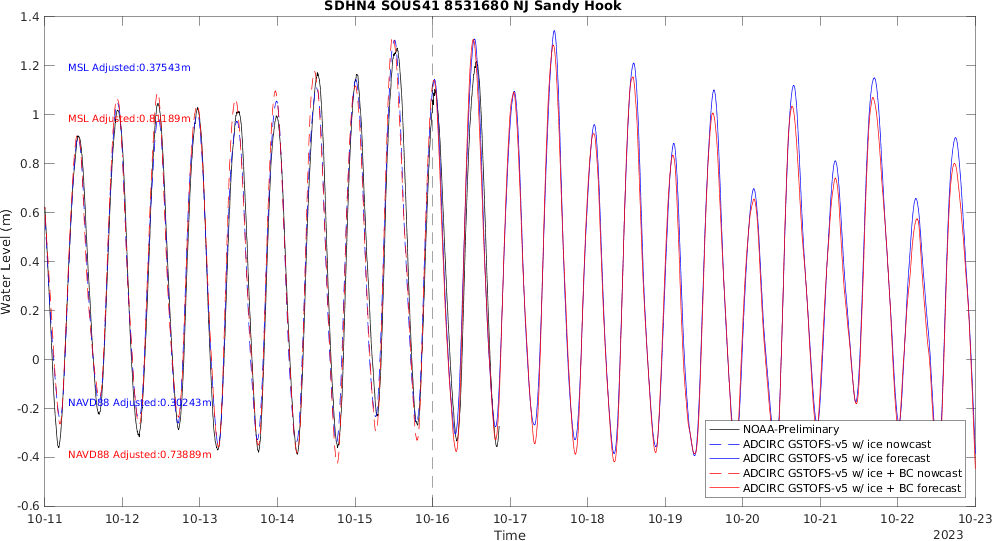 SDHN4 SOUS41 8531680 NJ Sandy Hook
1.4
1.2
1
0.8
0.6
0.4
0.2
0
-0.2
-0.4
-0.6
Water Level (m)
MSL Adjusted:0.37543m
MSL Adjusted:0.81189m
NAVD88 Adjusted:0.30243m
NAVD88 Adjusted:0.73889m
NOAA-Preliminary
ADCIRC GSTOFS-v5 w/ ice nowcast
ADCIRC GSTOFS-v5 w/ ice forecast
ADCIRC GSTOFS-v5 w/ ice + BC nowcast
ADCIRC GSTOFS-v5 w/ ice + BC forecast
10-11 10-12 10-13 10-14 10-15 10-16 10-17 10-18 10-19 10-20 10-21 10-22 10-23
Time
2023